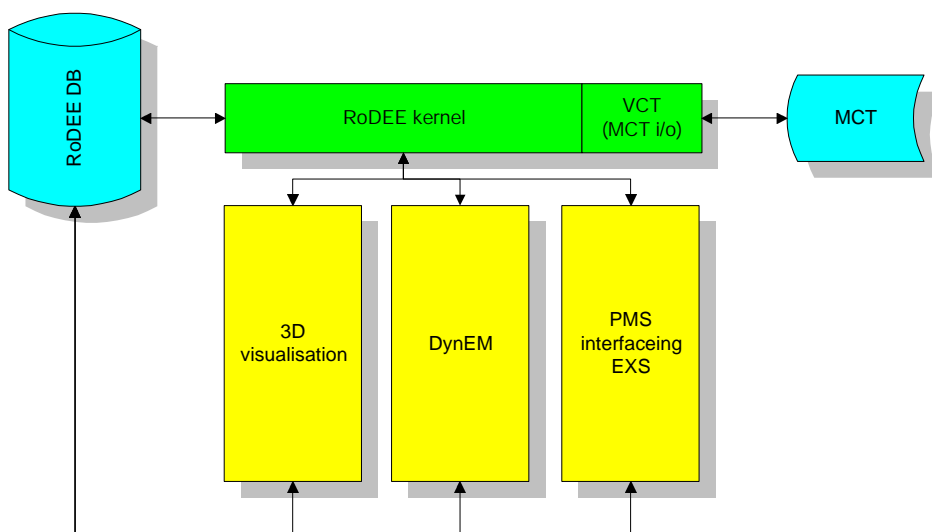 RoDEE DB
RoDEE kernel
VCT
(MCT i/o)
MCT
3D
visualisation
DynEM
PMS
interfaceing
EXS